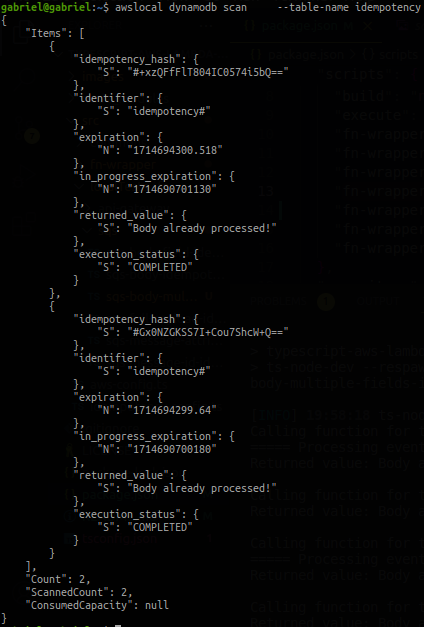 gabriel@gabriel:~$ awslocal dynamodb scan     --table-name idempotency
{
    "Items": [
        {
            "idempotency_hash": {
                "S": "#+xzQFfFlT804IC0574i5bQ=="
            },
            "identifier": {
                "S": "idempotency#"
            },
            "expiration": {
                "N": "1714694300.518"
            },
            "in_progress_expiration": {
                "N": "1714690701130"
            },
            "returned_value": {
                "S": "Body already processed!"
            },
            "execution_status": {
                "S": "COMPLETED"
            }
        },
        {
            "idempotency_hash": {
                "S": "#Gx0NZGKSS7I+Cou7ShcW+Q=="
            },
            "identifier": {
                "S": "idempotency#"
            },
            "expiration": {
                "N": "1714694299.64"
            },
            "in_progress_expiration": {
                "N": "1714690700180"
            },
            "returned_value": {
                "S": "Body already processed!"
            },
            "execution_status": {
                "S": "COMPLETED"
            }
        }
    ],
    "Count": 2,
    "ScannedCount": 2,
    "ConsumedCapacity": null
}